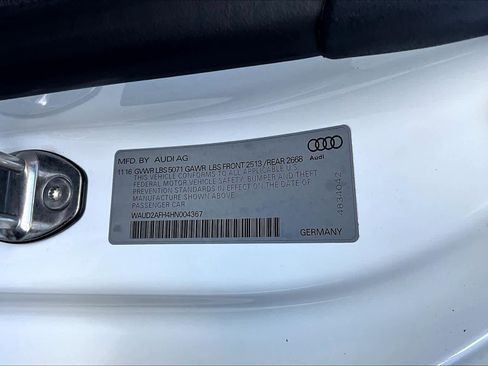 MFD. BY AUDI AG
11 16 GVWR LBS 5071 GAWR LBS FRONT 2513 /REAR 2668
THIS VEHICLE CONFORMS TO ALL APPLICABLE U.S.
FEDERAL MOTOR VEHICLE SAFETY, BUMPER AND THEFT
PREVENTION STANDARDS IN EFFECT ON THE DATE OF
MANUFACTURE SHOWN ABOVE.
PASSENGER CAR
WAUD2AFH4HN004367
Audi
GERMANY